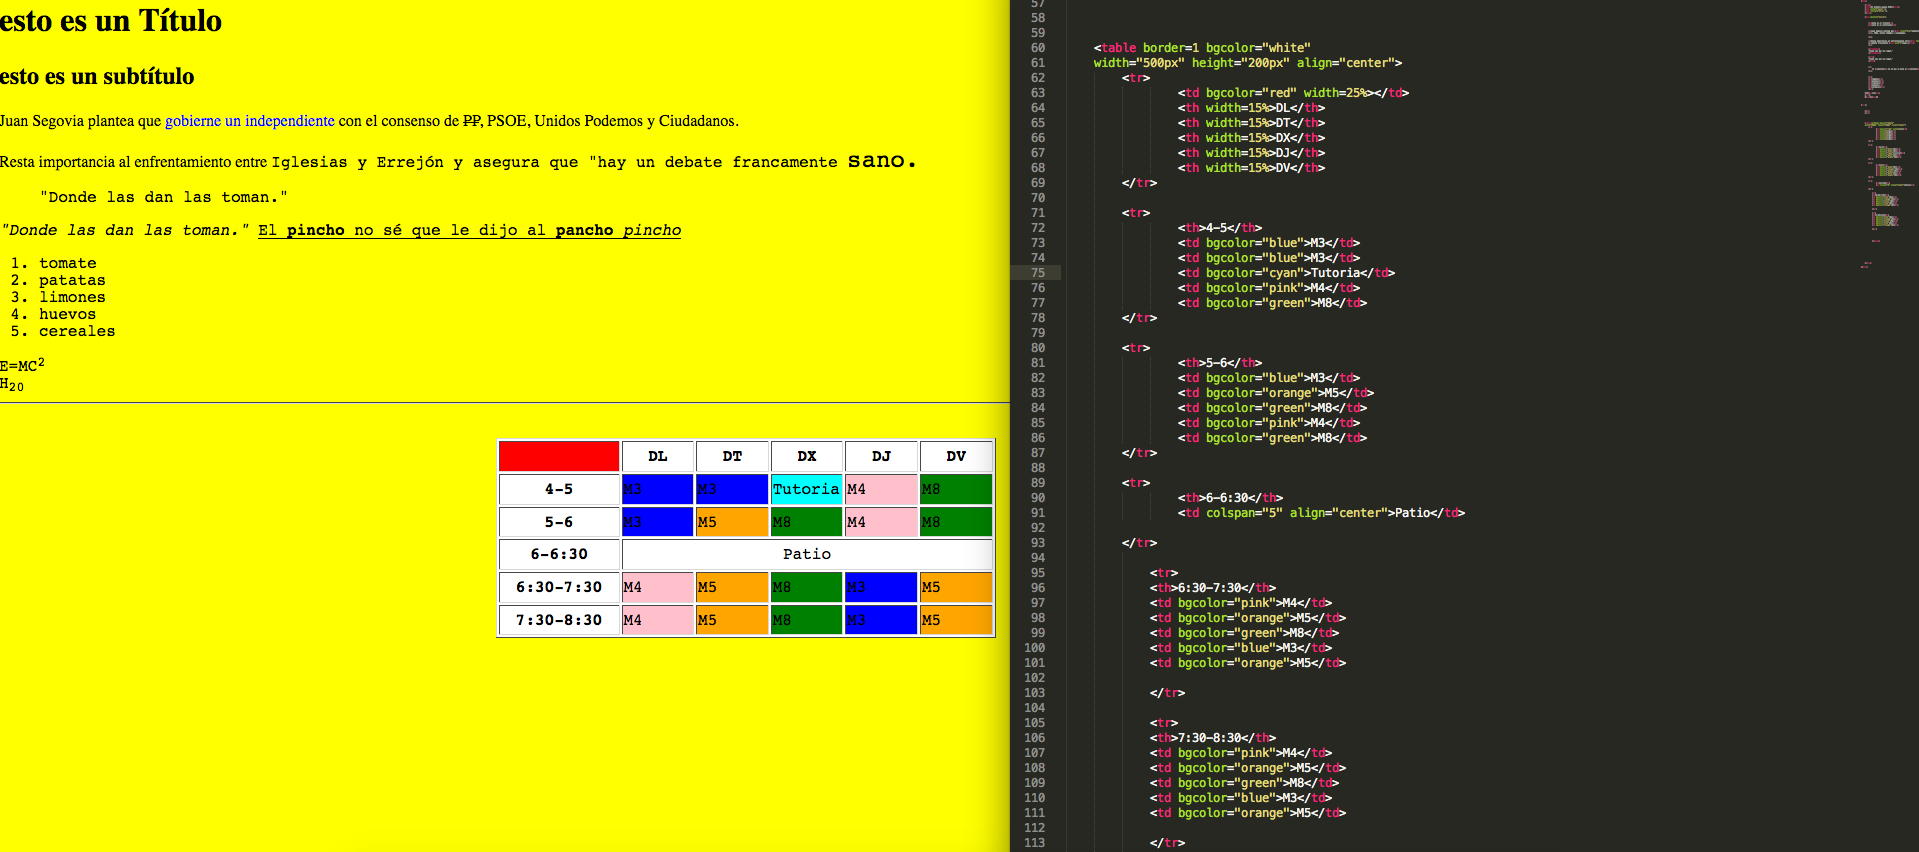 esto es un Título
esto es un subtítulo
Juan Segovia plantea que gobierne un independiente con el consenso de PP, PSOE, Unidos Podemos y Ciudadanos.
Resta importancia al enfrentamiento entre Iglesias y Errejón y asegura que "hay un debate francamente sano.
"Donde las dan las toman."
"Donde las dan las toman." El pincho no sé que le dijo al pancho pincho
1. tomate
2. patatas
3. limones
4. huevos
5. cereales
E=MC2
H20
DL DT DX DJ DV
4-5 M3 M3 Tutoria M4 M8
5-6 M3 M5 M8 M4 M8
6-6:30 Patio
6:30-7:30 M4 M5 M8 M3 M5
7:30-8:30 M4 M5 M8 M3 M5
57
58
59
60 <table border=1 bgcolor="white"
61 width="500px" height="200px" align="center">
62 <tr>
63 <td bgcolor="red" width=25%></td>
64 <th width=15%>DL</th>
65 <th width=15%>DT</th>
66 <th width=15%>DX</th>
67 <th width=15%>DJ</th>
68 <th width=15%>DV</th>
69 </tr>
70
71 <tr>
72 <th>4-5</th>
73 <td bgcolor="blue">M3</td>
74 <td bgcolor="blue">M3</td>
75 <td bgcolor="cyan">Tutoria</td>
76 <td bgcolor="pink">M4</td>
77 <td bgcolor="green">M8</td>
78 </tr>
79
80 <tr>
81 <th>5-6</th>
82 <td bgcolor="blue">M3</td>
83 <td bgcolor="orange">M5</td>
84 <td bgcolor="green">M8</td>
85 <td bgcolor="pink">M4</td>
86 <td bgcolor="green">M8</td>
87 </tr>
88
89 <tr>
90 <th>6-6:30</th>
91 <td colspan="5" align="center">Patio</td>
92
93 </tr>
94
95 <tr>
96 <th>6:30-7:30</th>
97 <td bgcolor="pink">M4</td>
98 <td bgcolor="orange">M5</td>
99 <td bgcolor="green">M8</td>
100 <td bgcolor="blue">M3</td>
101 <td bgcolor="orange">M5</td>
102
103 </tr>
104
105 <tr>
106 <th>7:30-8:30</th>
107 <td bgcolor="pink">M4</td>
108 <td bgcolor="orange">M5</td>
109 <td bgcolor="green">M8</td>
110 <td bgcolor="blue">M3</td>
111 <td bgcolor="orange">M5</td>
112
113 </tr>